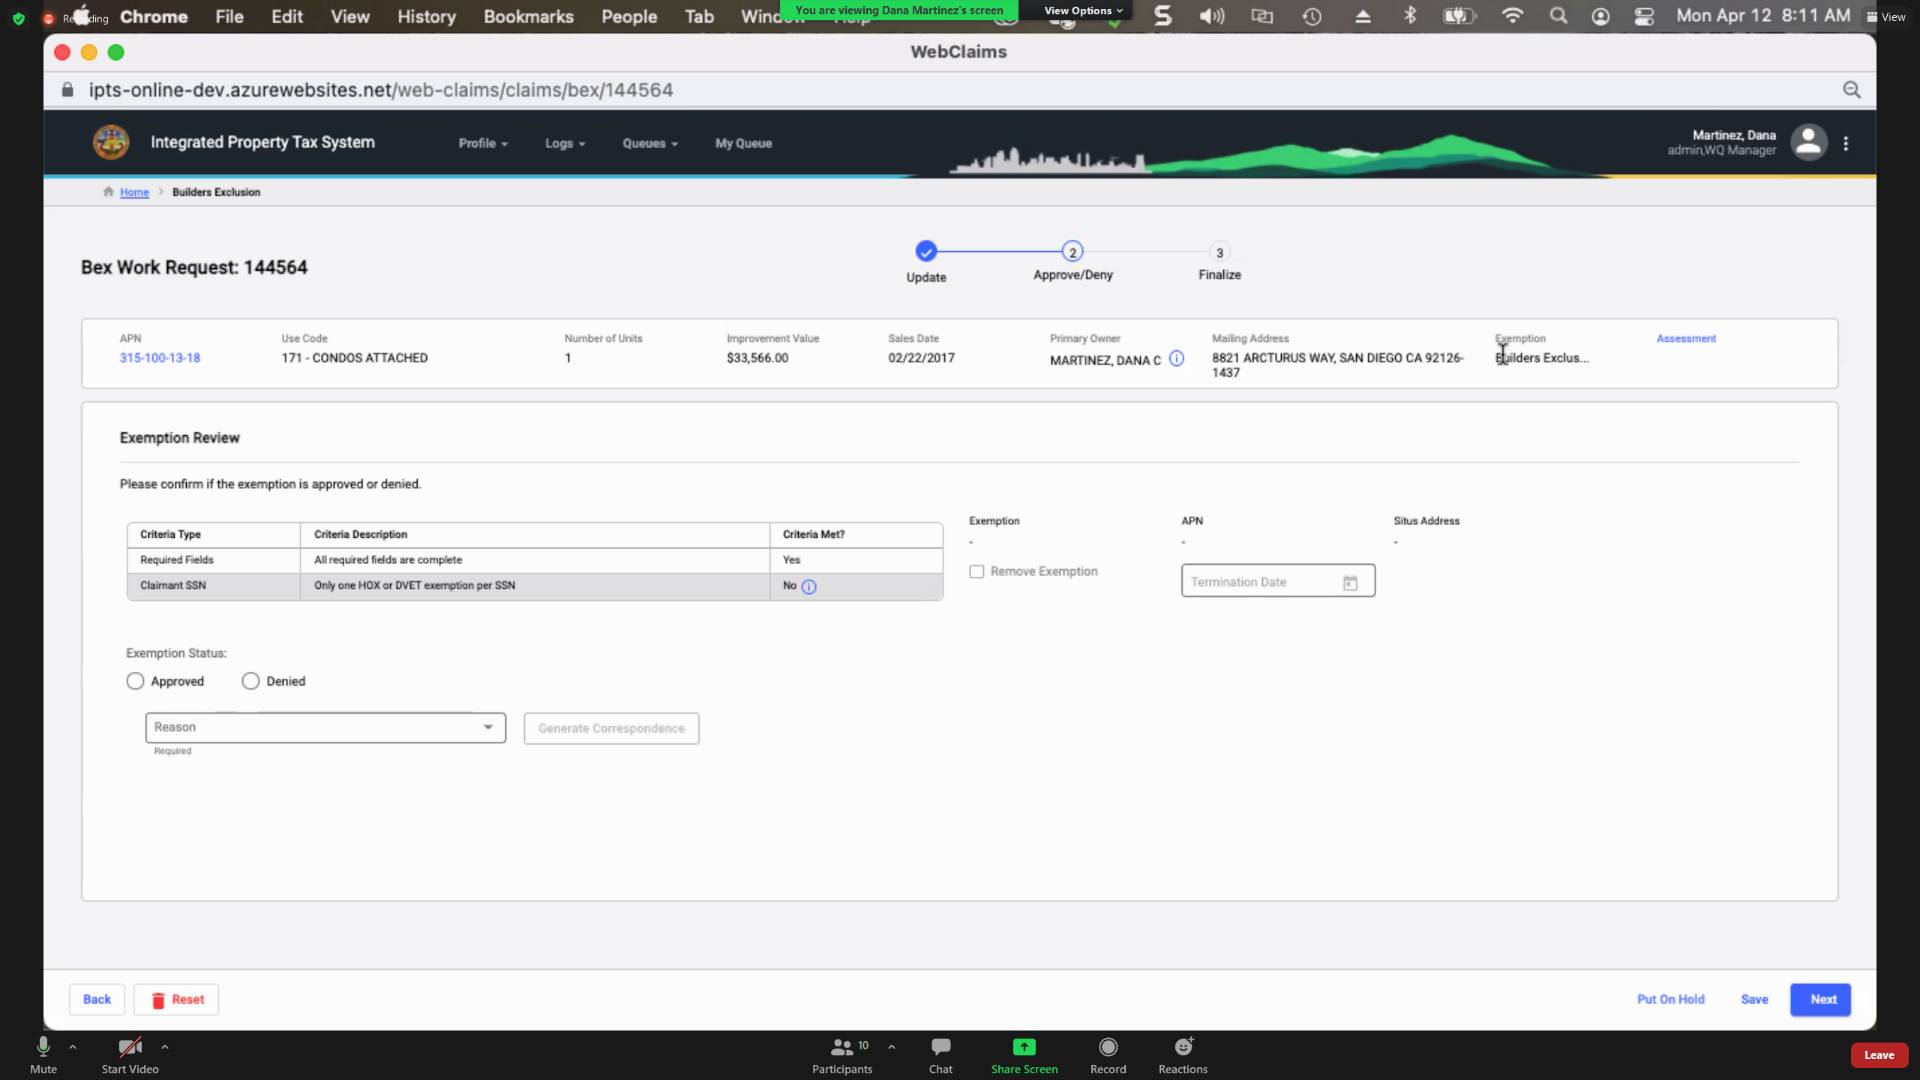 Recording
Chrome File Edit View History Bookmarks People Tab Window Help
You are viewing Dana Martinez's screen
View Options
Mon Apr 12 8:11 AM
View
WebClaims
ipts-online-dev.azurewebsites.net/web-claims/claims/bex/144564
Integrated Property Tax System
Profile Logs Queues My Queue
Martinez, Dana
admin,WQ Manager
Home > Builders Exclusion
Bex Work Request: 144564
2 3
Update Approve/Deny Finalize
APN Use Code Number of Units Improvement Value Sales Date Primary Owner Mailing Address Exemption Assessment
315-100-13-18 171 - CONDOS ATTACHED 1 $33,566.00 02/22/2017 MARTINEZ, DANA C 8821 ARCTURUS WAY, SAN DIEGO CA 92126- Builders Exclus...
1437
Exemption Review
Please confirm if the exemption is approved or denied.
Criteria Type Criteria Description Criteria Met?
Required Fields All required fields are complete Yes
Claimant SSN Only one HOX or DVET exemption per SSN No
Exemption APN Situs Address
- - -
Remove Exemption Termination Date
Exemption Status:
Approved Denied
Reason Generate Correspondence
Required
Back Reset Put On Hold Save Next
10
Mute Start Video Participants Chat Share Screen Record Reactions Leave